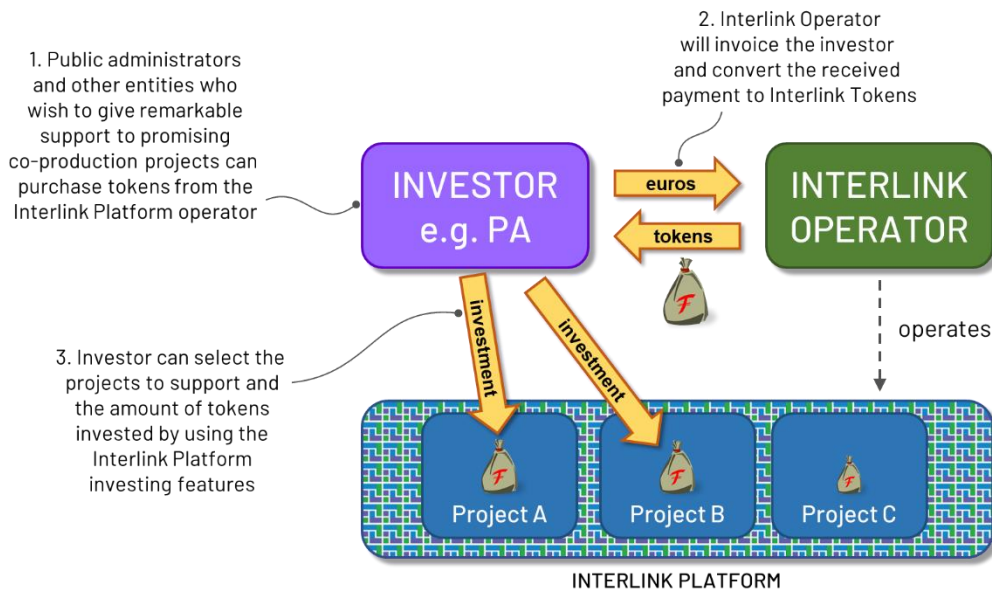 1. Public administrators
and other entities who
wish to give remarkable
support to promising
co-production projects can
purchase tokens from the
Interlink Platform operator
2. Interlink Operator
will invoice the investor
and convert the received
payment to Interlink Tokens
INVESTOR
e.g. PA
euros
tokens
INTERLINK
OPERATOR
F
investment
investment
operates
3. Investor can select the
projects to support and
the amount of tokens
invested by using the
Interlink Platform
investing features
F
Project A
F
Project B
F
Project C
INTERLINK PLATFORM